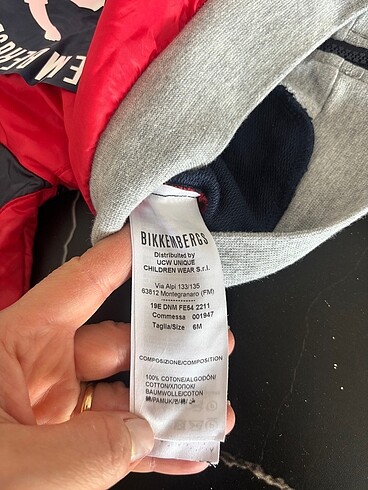 BIKKEMBERGS
Distributed by
UCW UNIQUE
CHILDREN WEAR S.r.l.
Via Alpi 133/135
63812 Montegranaro (FM)
19E DNM FE54 2211
Commessa 001947
Taglia/Size 6M
COMPOSIZIONE/COMPOSITION
100% COTONE/ALGODÓN/
COTTON/ХЛОПОК/
BAUMWOLLE/COTON